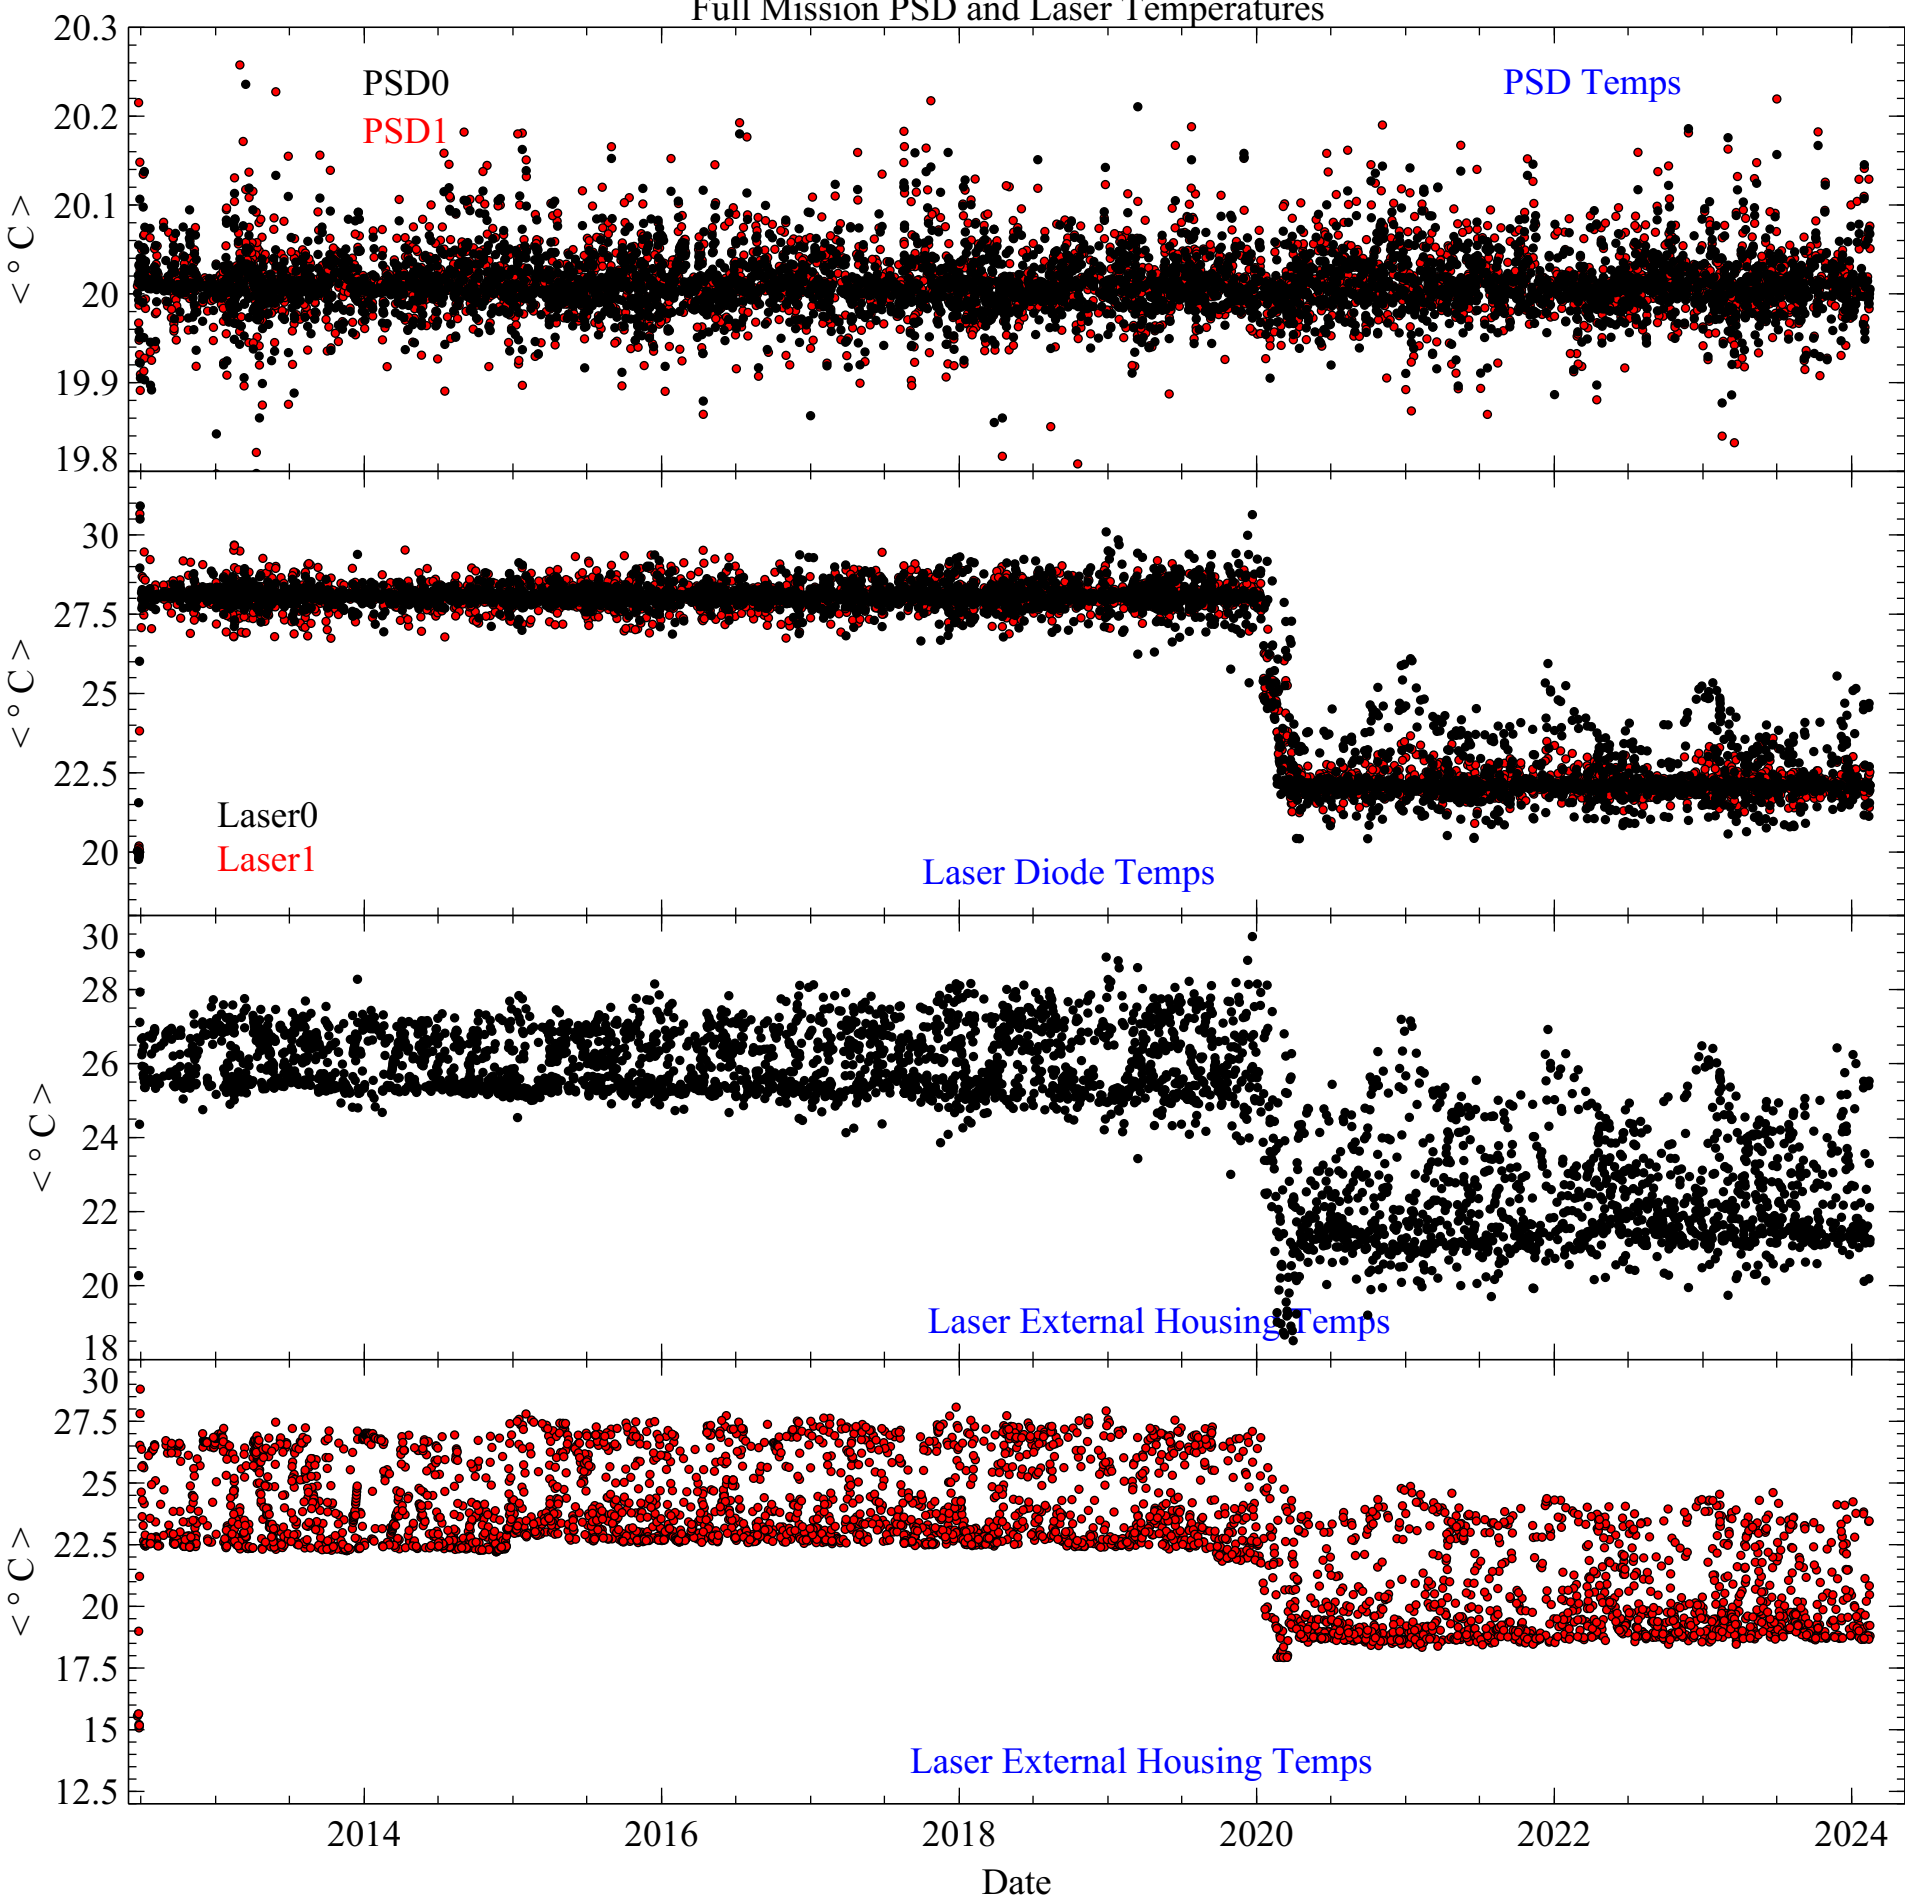 Full Mission PSD and Laser Temperatures
20.3
PSD0
PSD Temps
20.2
PSD1
20.1
<°C>
20
19.9
19.8
30
27.5
<°C>
25
22.5
Laser0
20
Laser1
Laser Diode Temps
30
28
26
<°C>
24
22
20
Laser External Housing Temps
18
30
27.5
25
22.5
<°C>
20
17.5
15
Laser External Housing Temps
12.5
2014 2016 2018 2020 2022 2024
Date